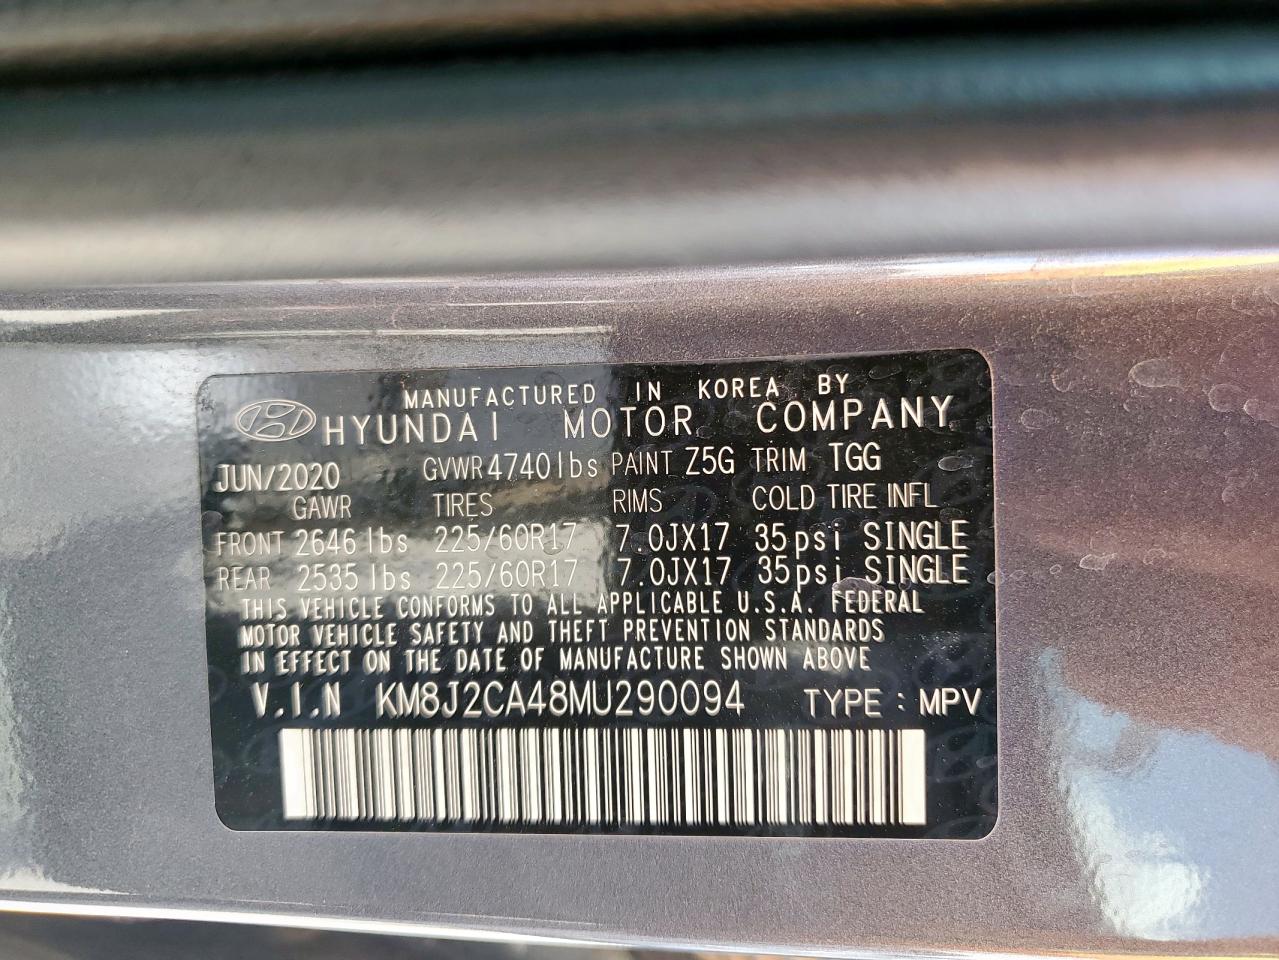 MANUFACTURED IN KOREA BY
HYUNDAI MOTOR COMPANY
JUN/2020 GVWR 4740lbs PAINT Z5G TRIM TGG
GAWR TIRES RIMS COLD TIRE INFL
FRONT 2646lbs 225/60R17 7.0JX17 35psi SINGLE
REAR 2535lbs 225/60R17 7.0JX17 35psi SINGLE
THIS VEHICLE CONFORMS TO ALL APPLICABLE U.S.A. FEDERAL
MOTOR VEHICLE SAFETY AND THEFT PREVENTION STANDARDS
IN EFFECT ON THE DATE OF MANUFACTURE SHOWN ABOVE
V.I.N KM8J2CA48MU290094 TYPE : MPV